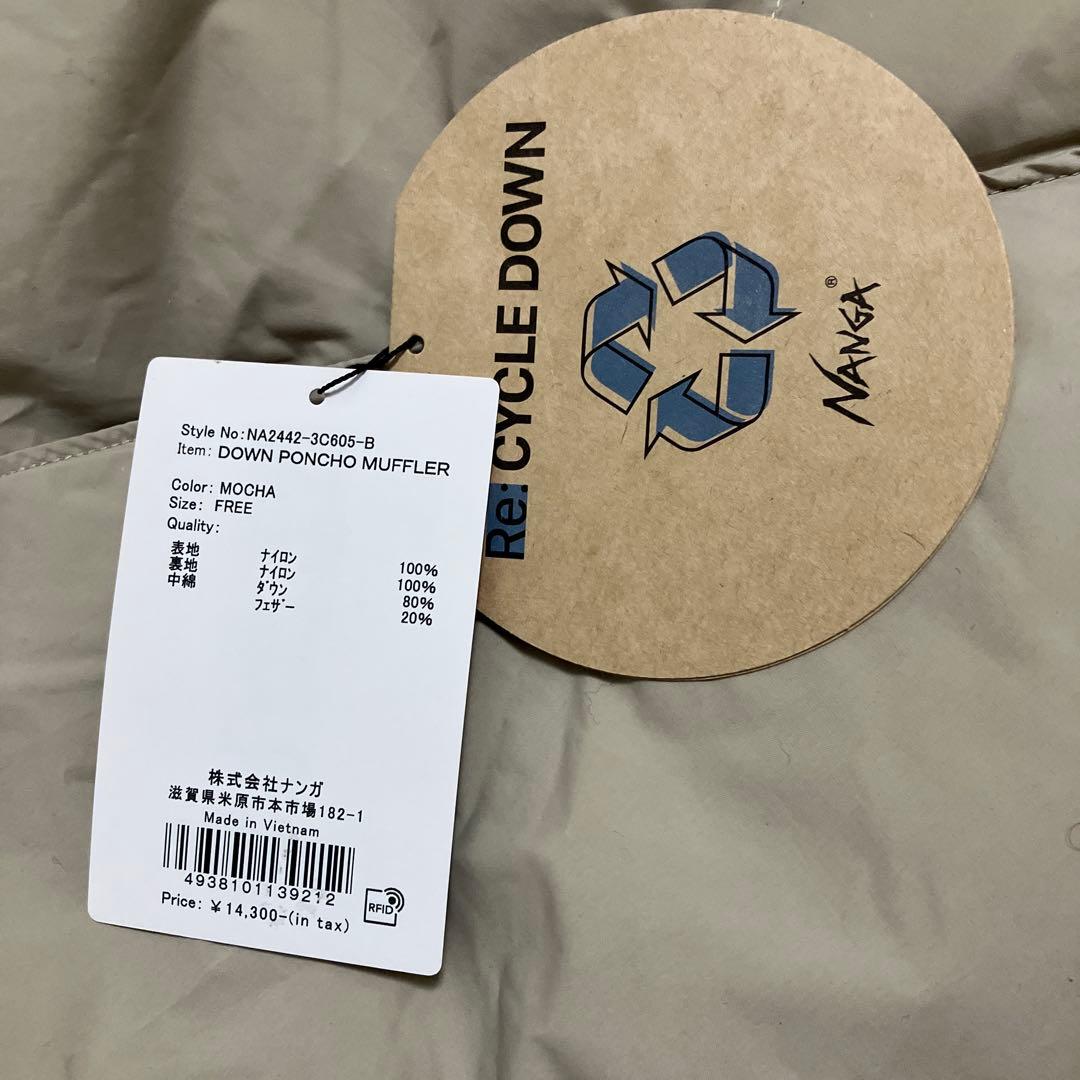 Re:CYCLE DOWN
NANGA®
Style No:NA2442-3C605-B
Item: DOWN PONCHO MUFFLER
Color: MOCHA
Size: FREE
Quality:
表地 ナイロン 100%
裏地 ナイロン 100%
中綿 ダウン 80%
フェザー 20%
株式会社ナンガ
滋賀県米原市本市場182-1
Made in Vietnam
4938101139212
Price: ¥14,300-(in tax)
RFID